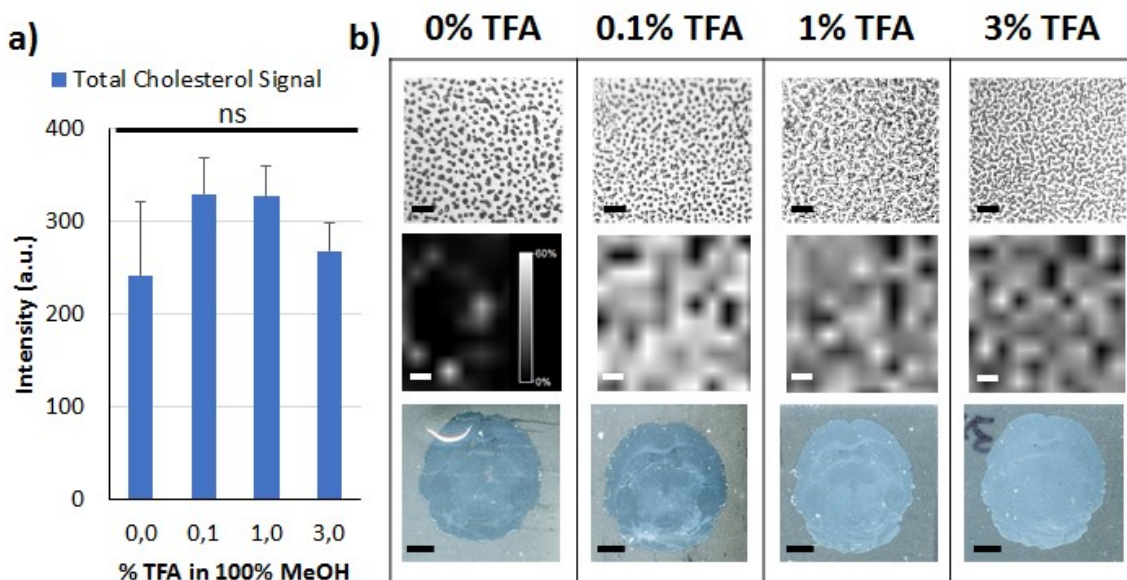 a)
Total Cholesterol Signal
ns
400
300
200
100
0
Intensity (a.u.)
0,0 0,1 1,0 3,0
% TFA in 100% MeOH
b)
0% TFA 0.1% TFA 1% TFA 3% TFA
60%
0%